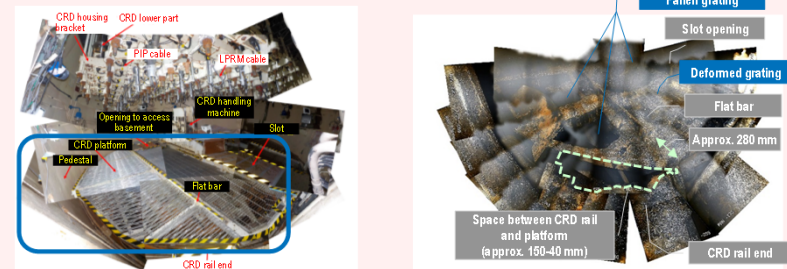 CRD housing
bracket
CRD lower part
PIP cable
LPRM cable
CRD handling
machine
Opening to access
basement
Slot
CRD platform
Pedestal
Flat bar
CRD rail end
Fallen grating
Slot opening
Deformed grating
Flat bar
Approx. 280 mm
Space between CRD rail
and platform
(approx. 150-40 mm)
CRD rail end